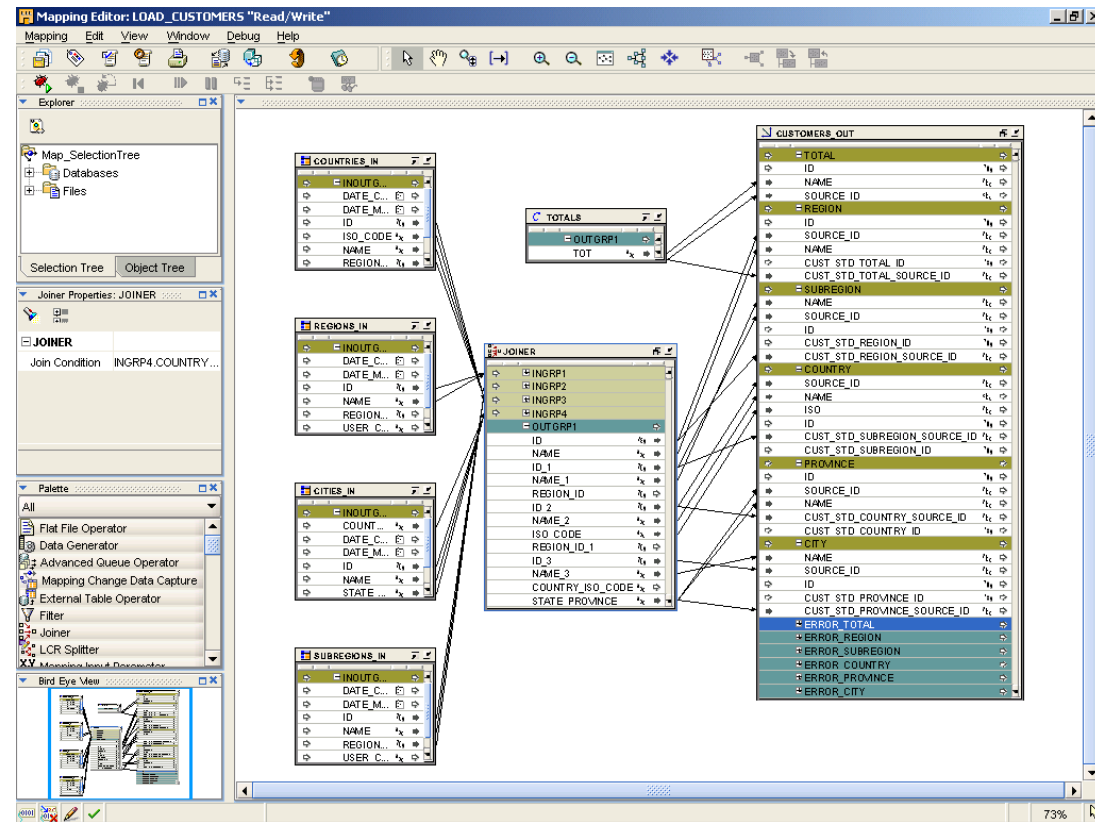 Mapping Editor: LOAD_CUSTOMERS "Read/Write"
Mapping Edit View Window Debug Help
Explorer
Map_SelectionTree
Databases
Files
Selection Tree Object Tree
Joiner Properties: JOINER
JOINER
Join Condition INGRP4.COUNTRY...
Palette
All
Flat File Operator
Data Generator
Advanced Queue Operator
Mapping Change Data Capture
External Table Operator
Filter
Joiner
LCR Splitter
Mapping Input Parameter
Bird Eye View
COUNTRIES_IN
INOUTG...
DATE_C...
DATE_M...
ID
ISO_CODE
NAME
REGION...
REGIONS_IN
INOUTG...
DATE_C...
DATE_M...
ID
NAME
REGION...
USER_C...
CITIES_IN
INOUTG...
COUNT...
DATE_C...
DATE_M...
ID
NAME
STATE_...
SUBREGIONS_IN
INOUTG...
DATE_C...
DATE_M...
ID
NAME
REGION...
USER_C...
TOTALS
OUTGRP1
TOT
JOINER
INGRP1
INGRP2
INGRP3
INGRP4
OUTGRP1
ID
NAME
ID_1
NAME_1
REGION_ID
ID_2
NAME_2
ISO_CODE
REGION_ID_1
ID_3
NAME_3
COUNTRY_ISO_CODE
STATE_PROVINCE
CUSTOMERS_OUT
TOTAL
ID
NAME
SOURCE_ID
REGION
ID
SOURCE_ID
NAME
CUST_STD_TOTAL_ID
CUST_STD_TOTAL_SOURCE_ID
SUBREGION
NAME
SOURCE_ID
ID
CUST_STD_REGION_ID
CUST_STD_REGION_SOURCE_ID
COUNTRY
SOURCE_ID
NAME
ISO
ID
CUST_STD_SUBREGION_SOURCE_ID
CUST_STD_SUBREGION_ID
PROVINCE
ID
SOURCE_ID
NAME
CUST_STD_COUNTRY_SOURCE_ID
CUST_STD_COUNTRY_ID
CITY
NAME
SOURCE_ID
ID
CUST_STD_PROVINCE_ID
CUST_STD_PROVINCE_SOURCE_ID
ERROR_TOTAL
ERROR_REGION
ERROR_SUBREGION
ERROR_COUNTRY
ERROR_PROVINCE
ERROR_CITY
73%